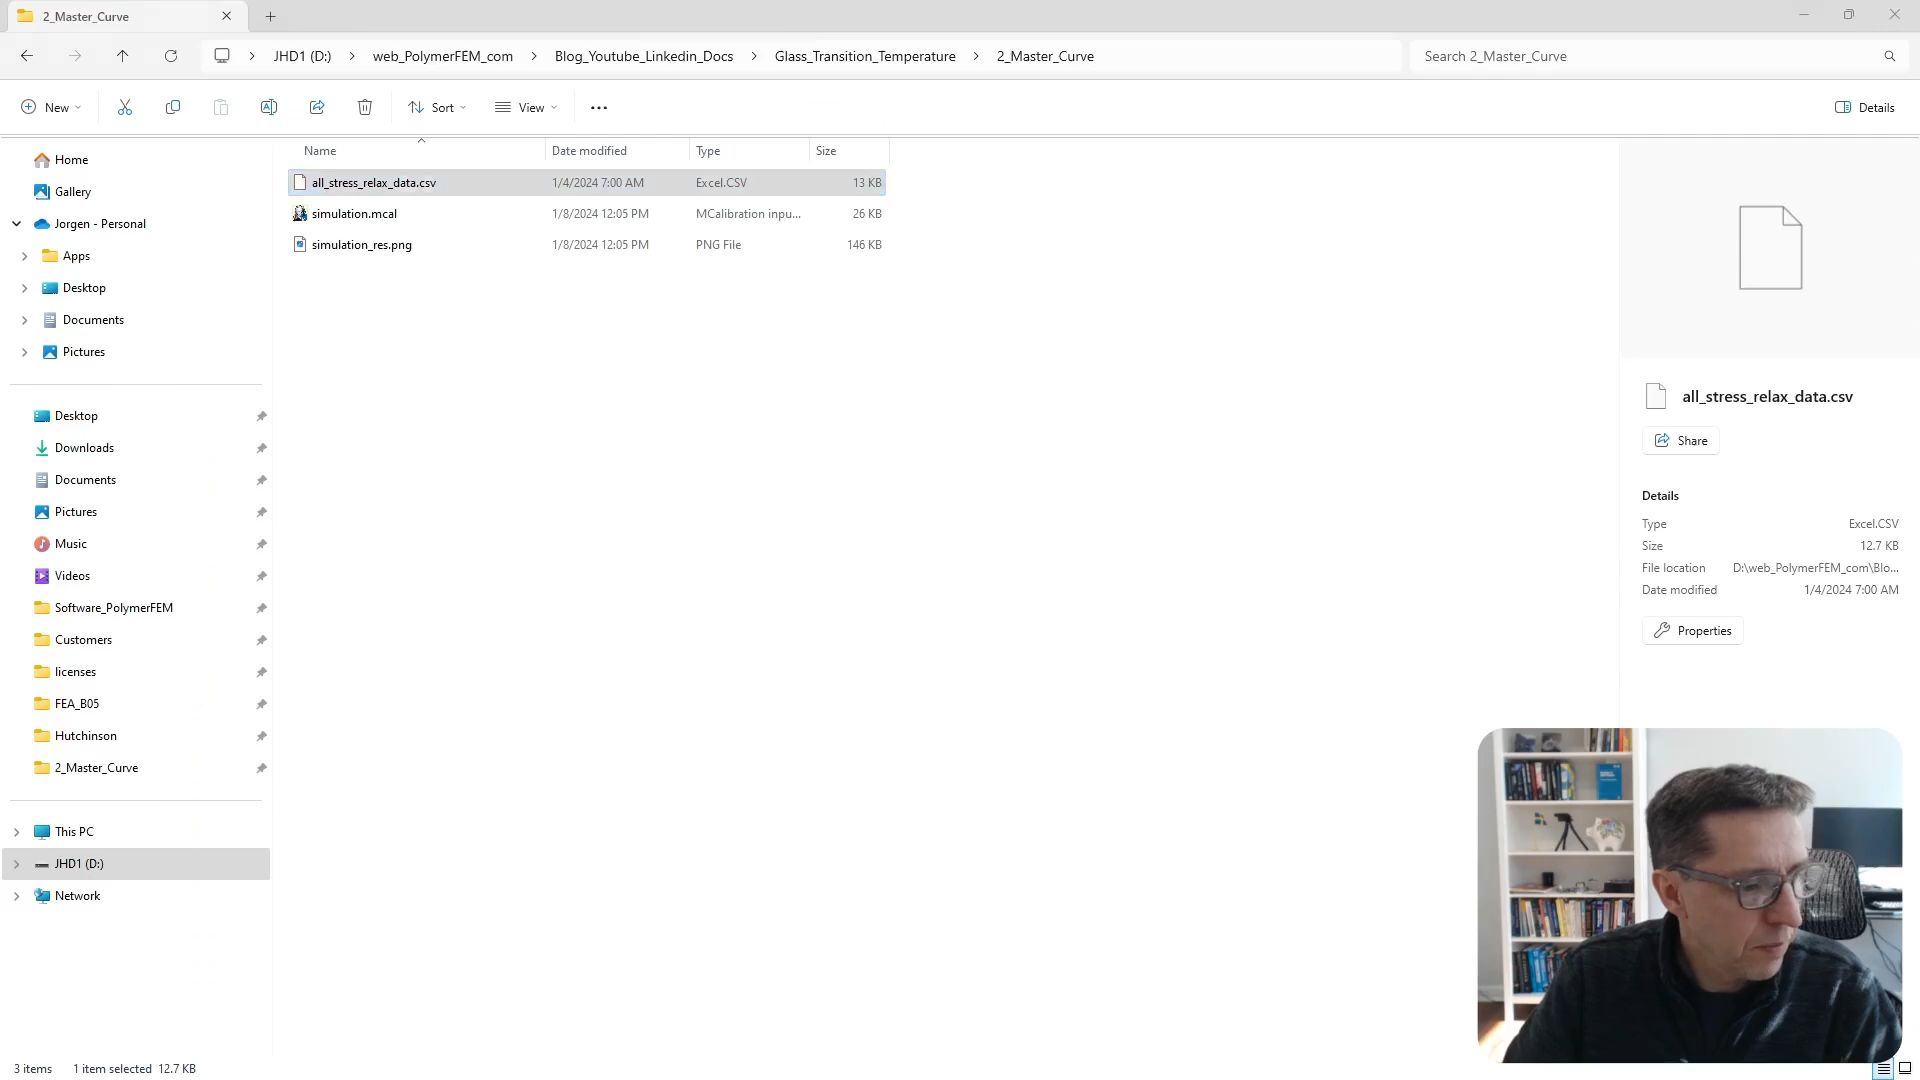 2_Master_Curve
JHD1 (D:)
web_PolymerFEM_com
Blog_Youtube_Linkedin_Docs
Glass_Transition_Temperature
2_Master_Curve
Search 2_Master_Curve
New
Sort
View
Details
Name
Date modified
Type
Size
all_stress_relax_data.csv
1/4/2024 7:00 AM
Excel.CSV
13 KB
simulation.mcal
1/8/2024 12:05 PM
MCalibration inpu...
26 KB
simulation_res.png
1/8/2024 12:05 PM
PNG File
146 KB
Home
Gallery
Jorgen - Personal
Apps
Desktop
Documents
Pictures
Desktop
Downloads
Documents
Pictures
Music
Videos
Software_PolymerFEM
Customers
licenses
FEA_B05
Hutchinson
2_Master_Curve
This PC
JHD1 (D:)
Network
all_stress_relax_data.csv
Share
Details
Type
Excel.CSV
Size
12.7 KB
File location
D:\web_PolymerFEM_com\Blo...
Date modified
1/4/2024 7:00 AM
Properties
3 items
1 item selected 12.7 KB